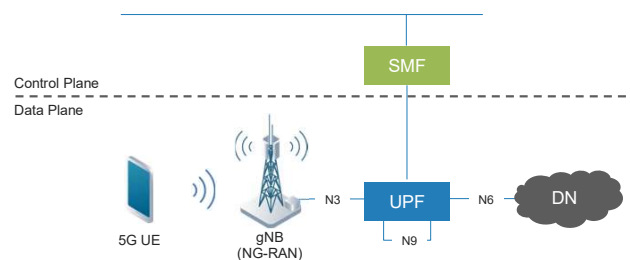 SMF
Control Plane
Data Plane
N3
UPF
N6
DN
N9
5G UE
gNB
(NG-RAN)